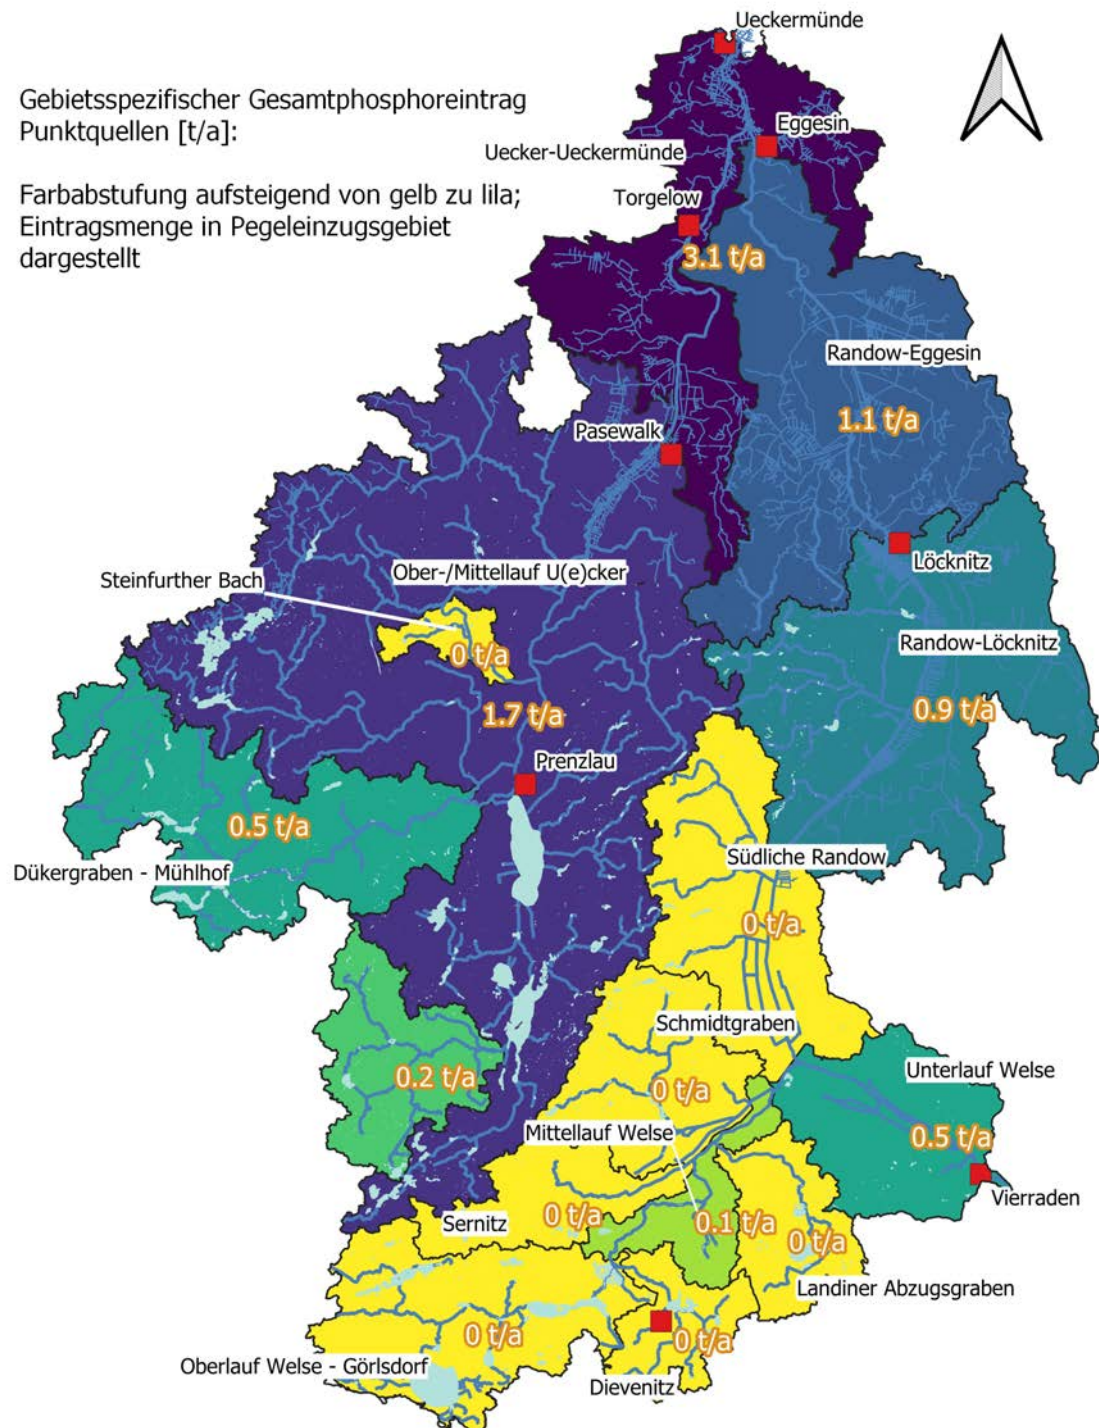 Ueckermünde
Gebietsspezifischer Gesamtphosphoreintrag
Punktquellen [t/a]:
Farbabstufung aufsteigend von gelb zu lila;
Eintragsmenge in Pegeleinzugsgebiet
dargestellt
Eggesin
Uecker-Ueckermünde
Torgelow
3.1 t/a
Randow-Eggesin
1.1 t/a
Pasewalk
Löcknitz
Steinfurther Bach
Ober-/Mittellauf U(e)cker
0 t/a
Randow-Löcknitz
0.9 t/a
1.7 t/a
Prenzlau
0.5 t/a
Dükergraben - Mühlhof
Südliche Randow
0 t/a
Schmidtgraben
0.2 t/a
0 t/a
Unterlauf Welse
Mittellauf Welse
0.5 t/a
Vierraden
Sernitz
0 t/a
0.1 t/a
0 t/a
Landiner Abzugsgraben
0 t/a
0 t/a
Oberlauf Welse - Görlsdorf
Dievenitz